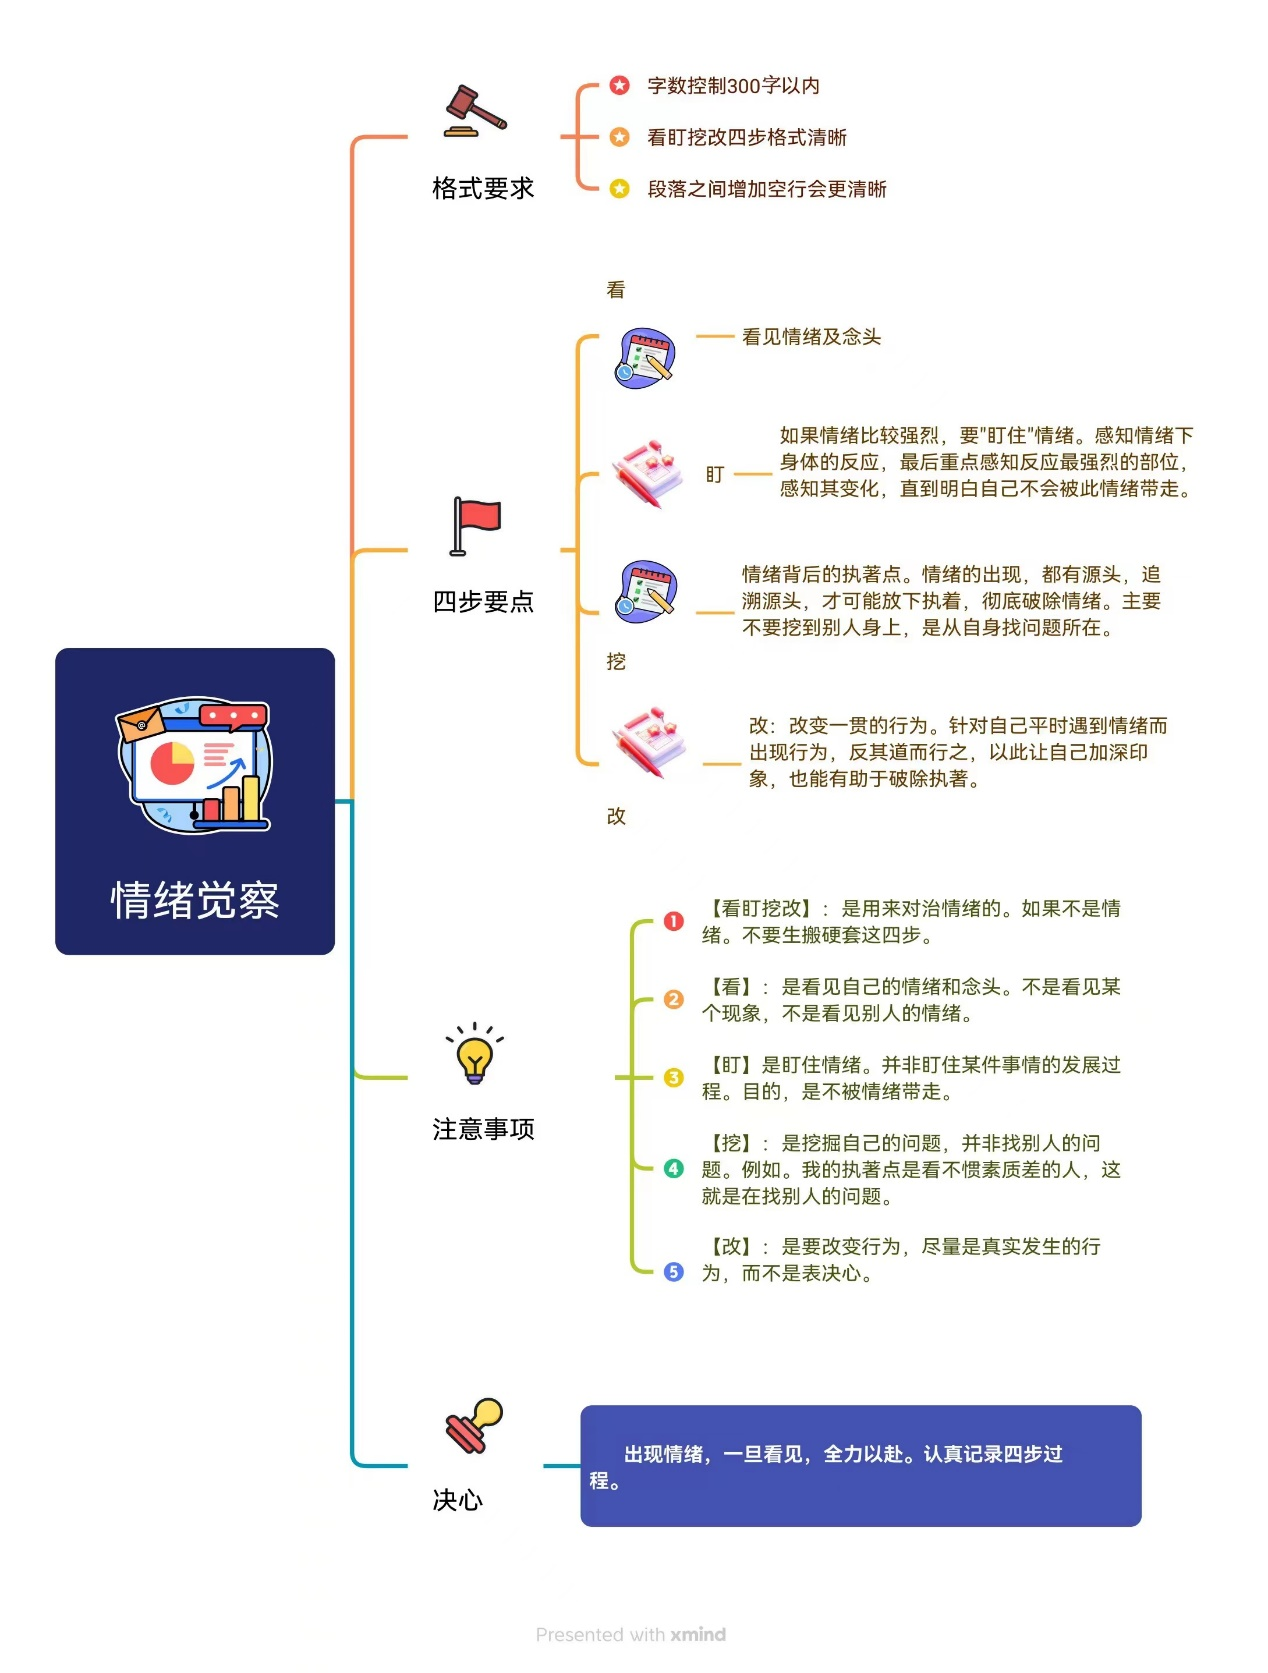 字数控制300字以内
看盯挖改四步格式清晰
段落之间增加空行会更清晰
格式要求
看
看见情绪及念头
盯
如果情绪比较强烈，要"盯住"情绪。感知情绪下
身体的反应，最后重点感知反应最强烈的部位，
感知其变化，直到明白自己不会被此情绪带走。
四步要点
情绪背后的执著点。情绪的出现，都有源头，追
溯源头，才可能放下执着，彻底破除情绪。主要
不要挖到别人身上，是从自身找问题所在。
挖
改：改变一贯的行为。针对自己平时遇到情绪而
出现行为，反其道而行之，以此让自己加深印
象，也能有助于破除执著。
改
情绪觉察
1
【看盯挖改】：是用来对治情绪的。如果不是情
绪。不要生搬硬套这四步。
2
【看】：是看见自己的情绪和念头。不是看见某
个现象，不是看见别人的情绪。
3
【盯】是盯住情绪。并非盯住某件事情的发展过
程。目的，是不被情绪带走。
注意事项
4
【挖】：是挖掘自己的问题，并非找别人的问
题。例如。我的执著点是看不惯素质差的人，这
就是在找别人的问题。
5
【改】：是要改变行为，尽量是真实发生的行
为，而不是表决心。
决心
出现情绪，一旦看见，全力以赴。认真记录四步过
程。
Presented with xmind